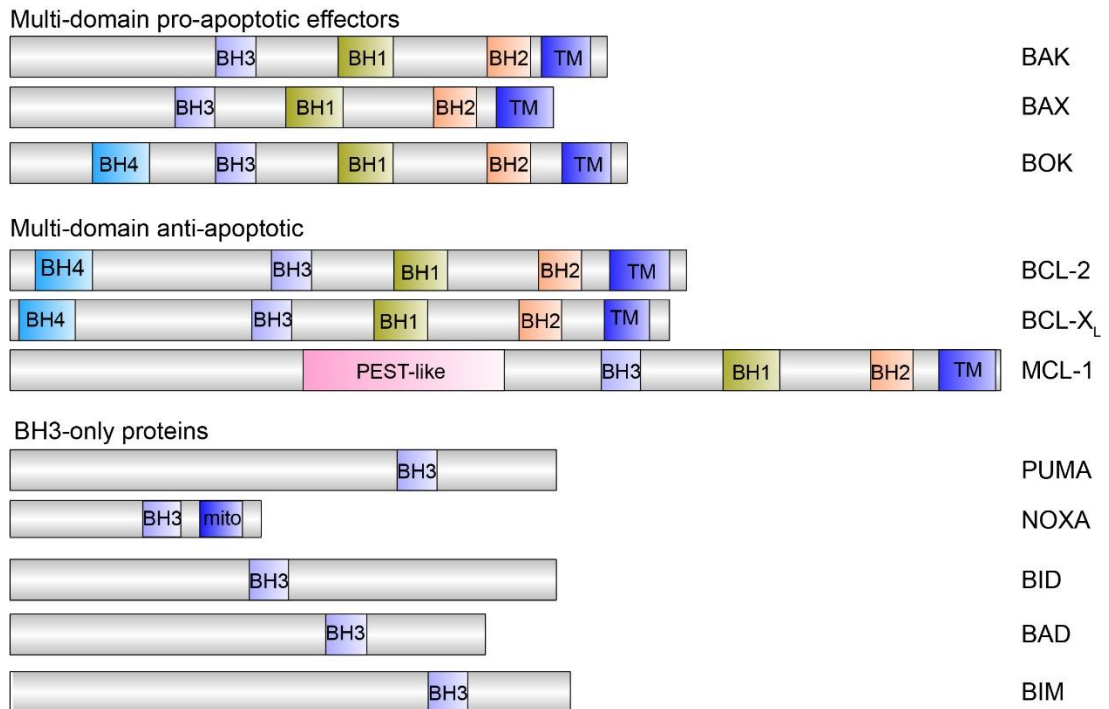 Multi-domain pro-apoptotic effectors
BH3 BH1 BH2 TM BAK
BH3 BH1 BH2 TM BAX
BH4 BH3 BH1 BH2 TM BOK
Multi-domain anti-apoptotic
BH4 BH3 BH1 BH2 TM BCL-2
BH4 BH3 BH1 BH2 TM BCL-XL
PEST-like BH3 BH1 BH2 TM MCL-1
BH3-only proteins
BH3 PUMA
BH3 mito NOXA
BH3 BID
BH3 BAD
BH3 BIM